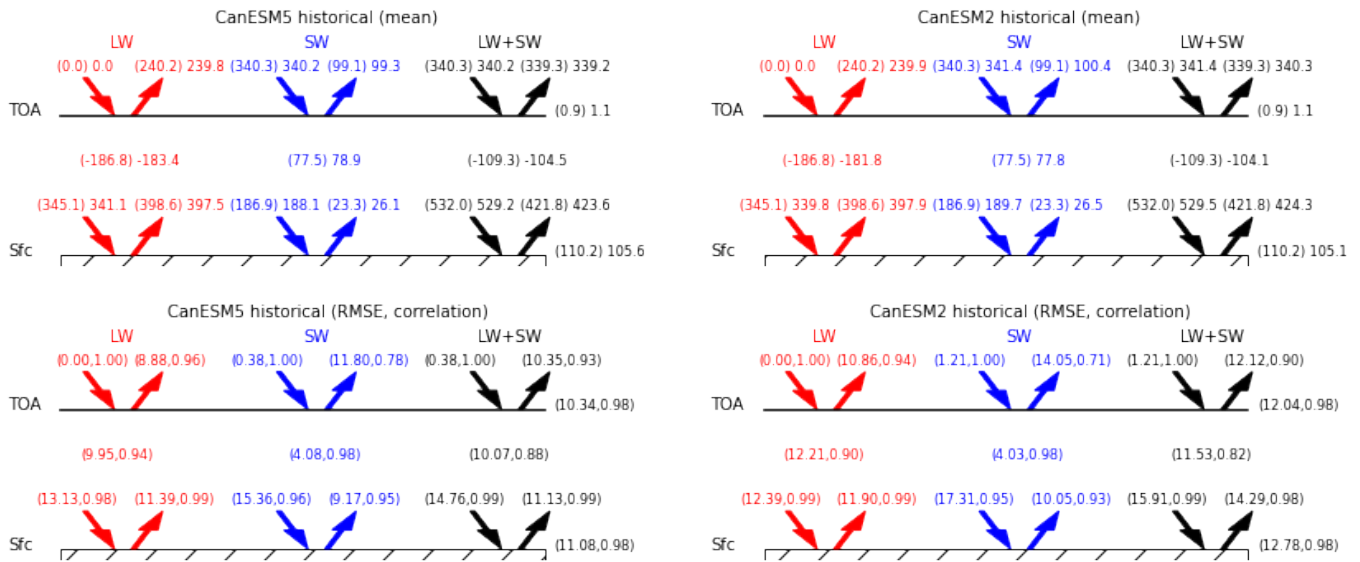 CanESM5 historical (mean)
LW SW LW+SW
(0.0) 0.0 (240.2) 239.8 (340.3) 340.2 (99.1) 99.3 (340.3) 340.2 (339.3) 339.2
TOA (0.9) 1.1
(-186.8) -183.4 (77.5) 78.9 (-109.3) -104.5
(345.1) 341.1 (398.6) 397.5 (186.9) 188.1 (23.3) 26.1 (532.0) 529.2 (421.8) 423.6
Sfc (110.2) 105.6
CanESM2 historical (mean)
LW SW LW+SW
(0.0) 0.0 (240.2) 239.9 (340.3) 341.4 (99.1) 100.4 (340.3) 341.4 (339.3) 340.3
TOA (0.9) 1.1
(-186.8) -181.8 (77.5) 77.8 (-109.3) -104.1
(345.1) 339.8 (398.6) 397.9 (186.9) 189.7 (23.3) 26.5 (532.0) 529.5 (421.8) 424.3
Sfc (110.2) 105.1
CanESM5 historical (RMSE, correlation)
LW SW LW+SW
(0.00,1.00) (8.88,0.96) (0.38,1.00) (11.80,0.78) (0.38,1.00) (10.35,0.93)
TOA (10.34,0.98)
(9.95,0.94) (4.08,0.98) (10.07,0.88)
(13.13,0.98) (11.39,0.99) (15.36,0.96) (9.17,0.95) (14.76,0.99) (11.13,0.99)
Sfc (11.08,0.98)
CanESM2 historical (RMSE, correlation)
LW SW LW+SW
(0.00,1.00) (10.86,0.94) (1.21,1.00) (14.05,0.71) (1.21,1.00) (12.12,0.90)
TOA (12.04,0.98)
(12.21,0.90) (4.03,0.98) (11.53,0.82)
(12.39,0.99) (11.90,0.99) (17.31,0.95) (10.05,0.93) (15.91,0.99) (14.29,0.98)
Sfc (12.78,0.98)